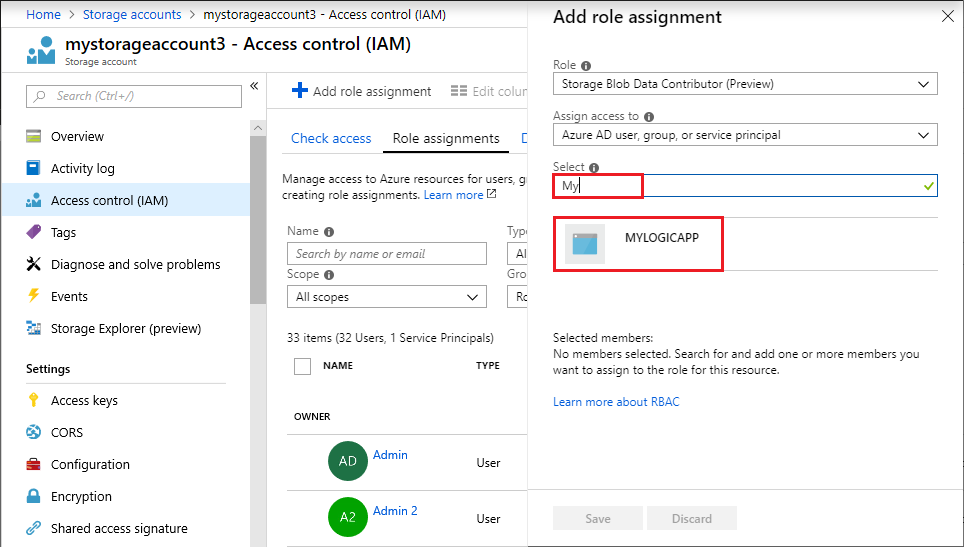 Home > Storage accounts > mystorageaccount3 - Access control (IAM)
mystorageaccount3 - Access control (IAM)
Storage account
Search (Ctrl+/)
Overview
Activity log
Access control (IAM)
Tags
Diagnose and solve problems
Events
Storage Explorer (preview)
Settings
Access keys
CORS
Configuration
Encryption
Shared access signature
Add role assignment
Edit colun
Check access
Role assignments
D
Manage access to Azure resources for users, g
creating role assignments. Learn more
Name
Type
Search by name or email
Al
Scope
Gro
All scopes
Ro
33 items (32 Users, 1 Service Principals)
NAME
TYPE
OWNER
AD
Admin
User
A2
Admin 2
User
Add role assignment
Role
Storage Blob Data Contributor (Preview)
Assign access to
Azure AD user, group, or service principal
Select
My
MYLOGICAPP
Selected members:
No members selected. Search for and add one or more members you
want to assign to the role for this resource.
Learn more about RBAC
Save
Discard